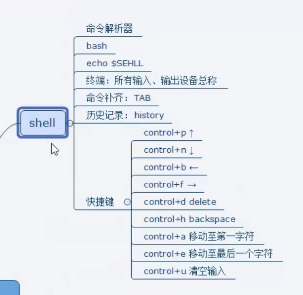 shell
命令解析器
bash
echo $SEHLL
终端：所有输入、输出设备总称
命令补齐：TAB
历史记录：history
快捷键
control+p ↑
control+n ↓
control+b ←
control+f →
control+d delete
control+h backspace
control+a 移动至第一字符
control+e 移动至最后一个字符
control+u 清空输入